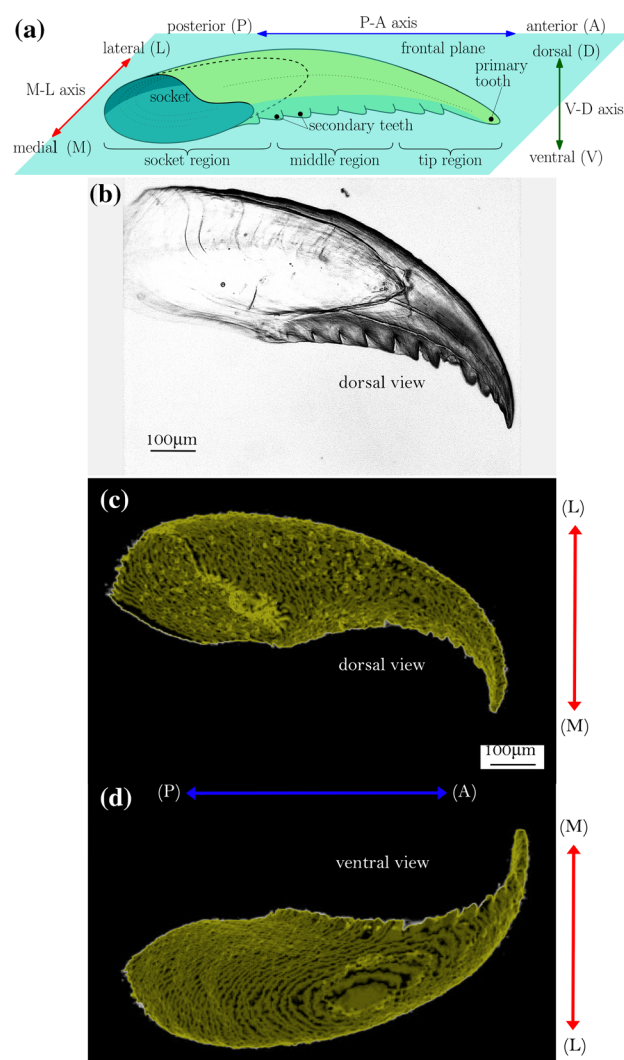 (a)
posterior (P)
P-A axis
anterior (A)
lateral (L)
frontal plane
dorsal (D)
primary
tooth
M-L axis
socket
V-D axis
secondary teeth
medial (M)
socket region
middle region
tip region
ventral (V)
(b)
dorsal view
100μm
(c)
(L)
dorsal view
(M)
100μm
(d)
(P)
(A)
(M)
ventral view
(L)